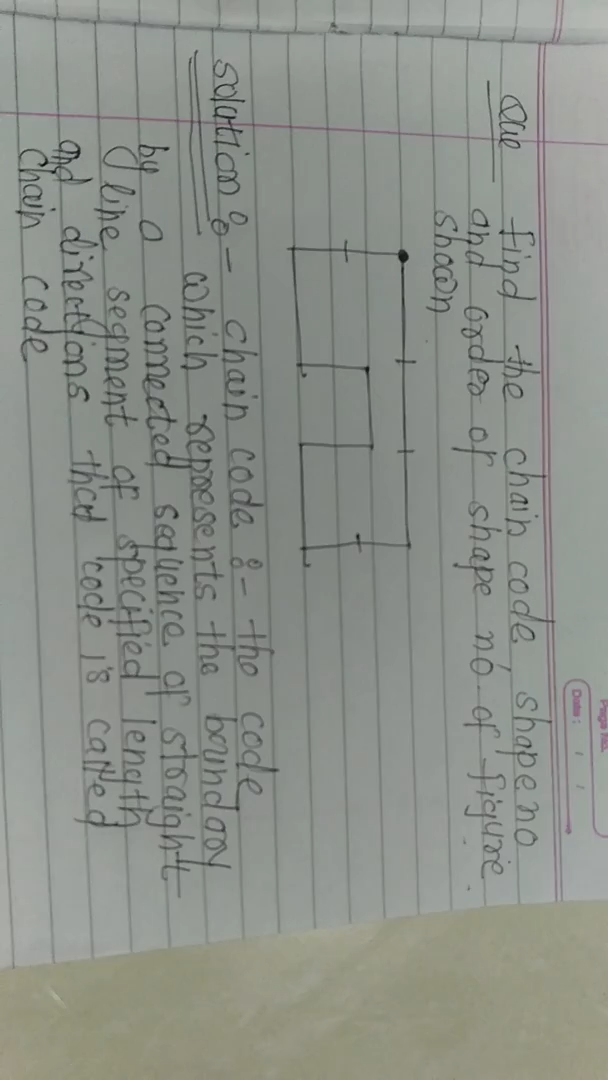 Page No.
Date: / /
Que find the chain code, shape no
and order of shape no. of figure
shown
solution :- chain code :- the code
which represents the boundary
by a connected sequence of straight
line segment of specified length
and directions that code is called
chain code